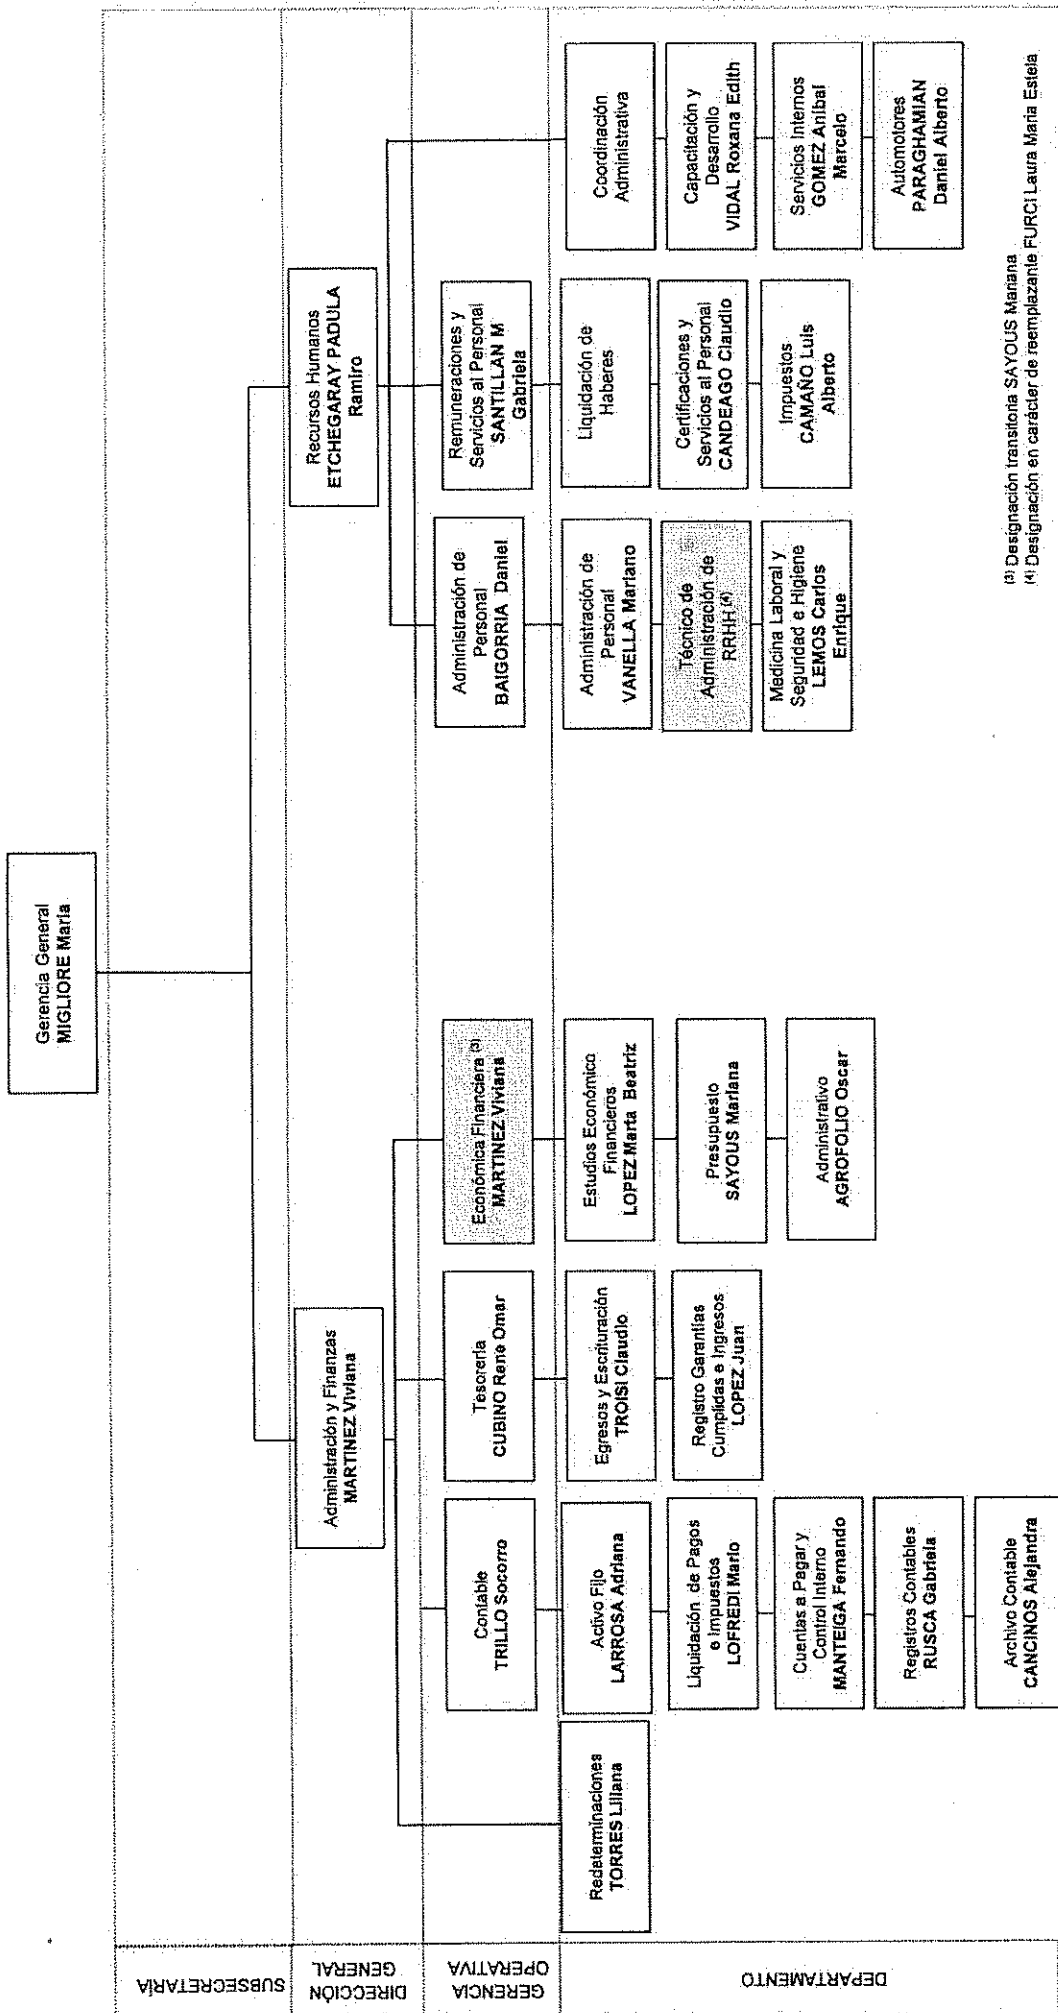 Gerencia General
MIGLIORE María
SUBSECRETARÍA
DIRECCIÓN
GENERAL
Administración y Finanzas
MARTINEZ Viviana
Recursos Humanos
ETCHEGARAY PADULA
Ramiro
GERENCIA
OPERATIVA
Contable
TRILLO Socorro
Tesorería
CUBINO Rene Omar
Económica Financiera (3)
MARTINEZ Viviana
Administración de
Personal
BAIGORRIA Daniel
Remuneraciones y
Servicios al Personal
SANTILLAN M
Gabriela
DEPARTAMENTO
Redeterminaciones
TORRES Liliana
Activo Fijo
LARROSA Adriana
Liquidación de Pagos
e Impuestos
LOFREDI Mario
Cuentas a Pagar y
Control Interno
MANTEIGA Fernando
Registros Contables
RUSCA Gabriela
Archivo Contable
CANCINOS Alejandra
Egresos y Escrituración
TROISI Claudio
Registro Garantías
Cumplidas e Ingresos
LOPEZ Juan
Estudios Económico
Financieros
LOPEZ Marta Beatriz
Presupuesto
SAYOUS Mariana
Administrativo
AGROFOLIO Oscar
Administración de
Personal
VANELLA Mariano
Técnico de
Administración de
RRHH (4)
Medicina Laboral y
Seguridad e Higiene
LEMOS Carlos
Enrique
Liquidación de
Haberes
Certificaciones y
Servicios al Personal
CANDEAGO Claudio
Impuestos
CAMAÑO Luis
Alberto
Coordinación
Administrativa
Capacitación y
Desarrollo
VIDAL Roxana Edith
Servicios Internos
GOMEZ Aníbal
Marcelo
Automotores
PARAGHAMIAN
Daniel Alberto
(3) Designación transitoria SAYOUS Mariana
(4) Designación en carácter de reemplazante FURCI Laura Maria Estela